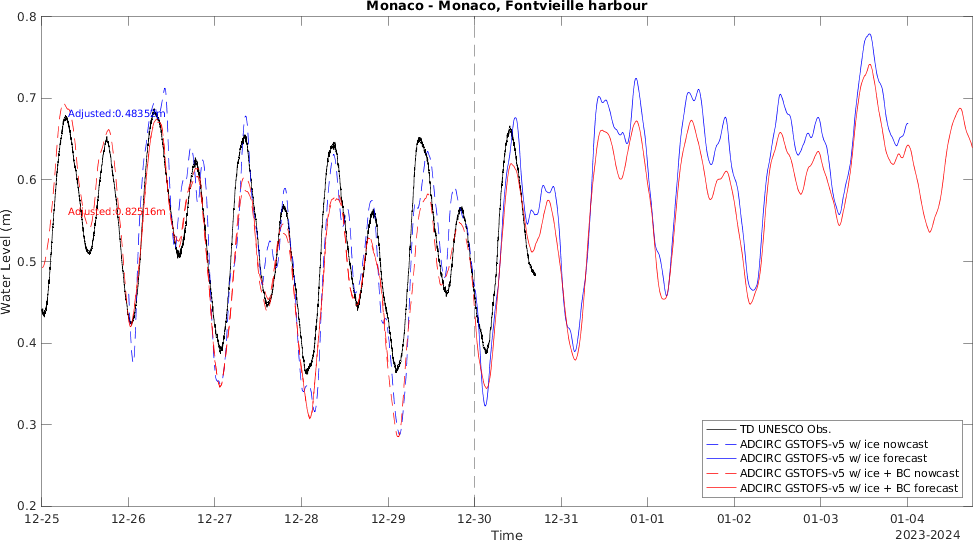 Monaco - Monaco, Fontvieille harbour
0.8
0.7
0.6
0.5
0.4
0.3
0.2
Water Level (m)
Adjusted:0.48352m
Adjusted:0.82516m
TD UNESCO Obs.
ADCIRC GSTOFS-v5 w/ ice nowcast
ADCIRC GSTOFS-v5 w/ ice forecast
ADCIRC GSTOFS-v5 w/ ice + BC nowcast
ADCIRC GSTOFS-v5 w/ ice + BC forecast
12-25 12-26 12-27 12-28 12-29 12-30 12-31 01-01 01-02 01-03 01-04
Time
2023-2024